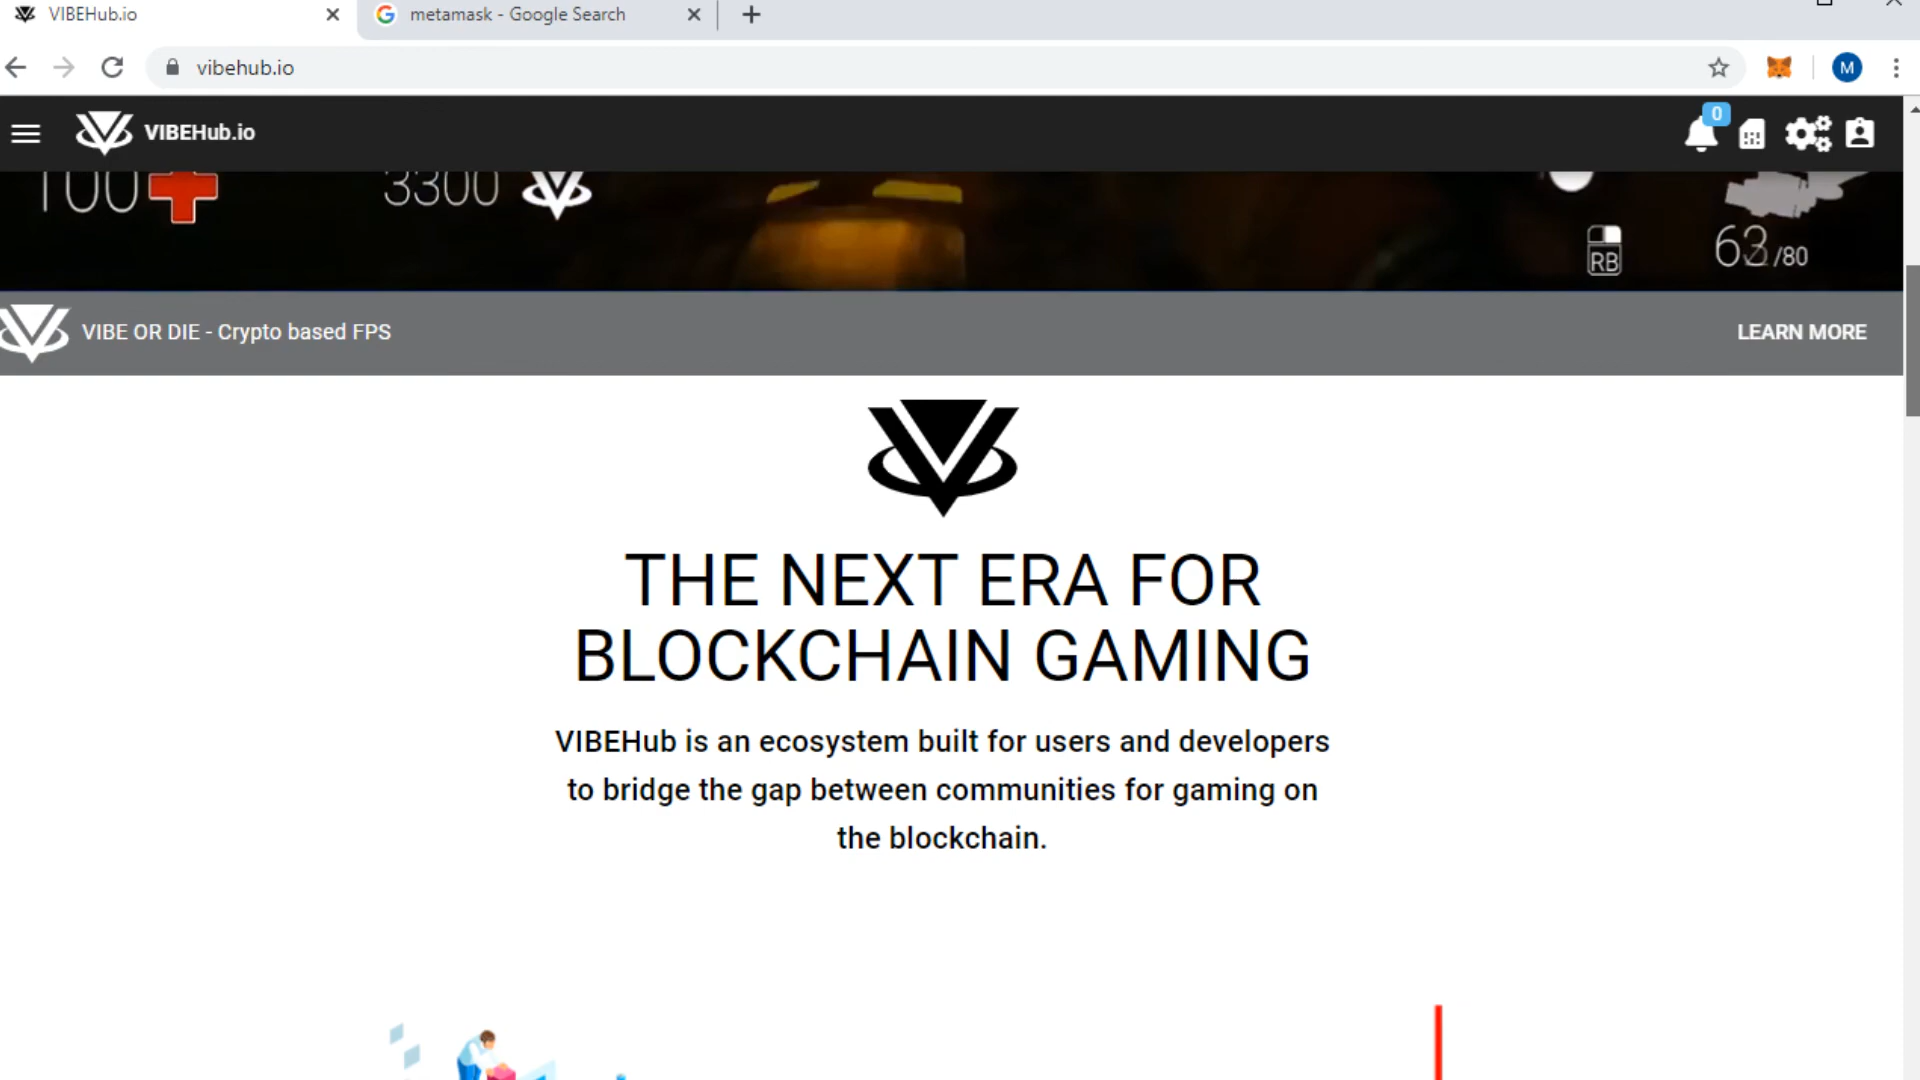 VIBEHub.io
metamask - Google Search
vibehub.io
M
VIBEHub.io
0
100
3300
RB
63/80
VIBE OR DIE - Crypto based FPS
LEARN MORE
THE NEXT ERA FOR
BLOCKCHAIN GAMING
VIBEHub is an ecosystem built for users and developers
to bridge the gap between communities for gaming on
the blockchain.